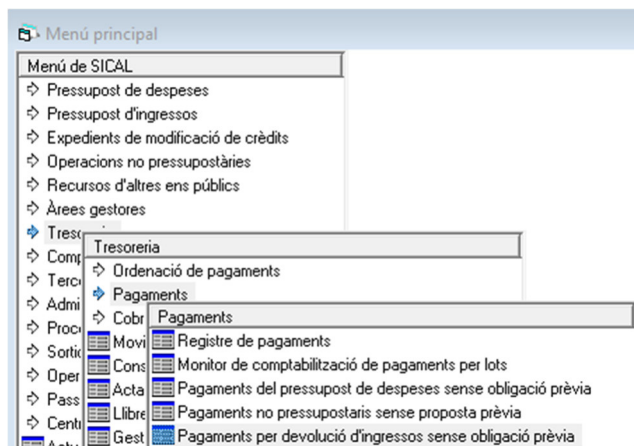 Menú principal
Menú de SICAL
Pressupost de despeses
Pressupost d'ingressos
Expedients de modificació de crèdits
Operacions no pressupostàries
Recursos d'altres ens públics
Àrees gestores
Tresoreria
Ordenació de pagaments
Pagaments
Pagaments
Registre de pagaments
Monitor de comptabilització de pagaments per lots
Pagaments del pressupost de despeses sense obligació prèvia
Pagaments no pressupostaris sense proposta prèvia
Pagaments per devolució d'ingressos sense obligació prèvia